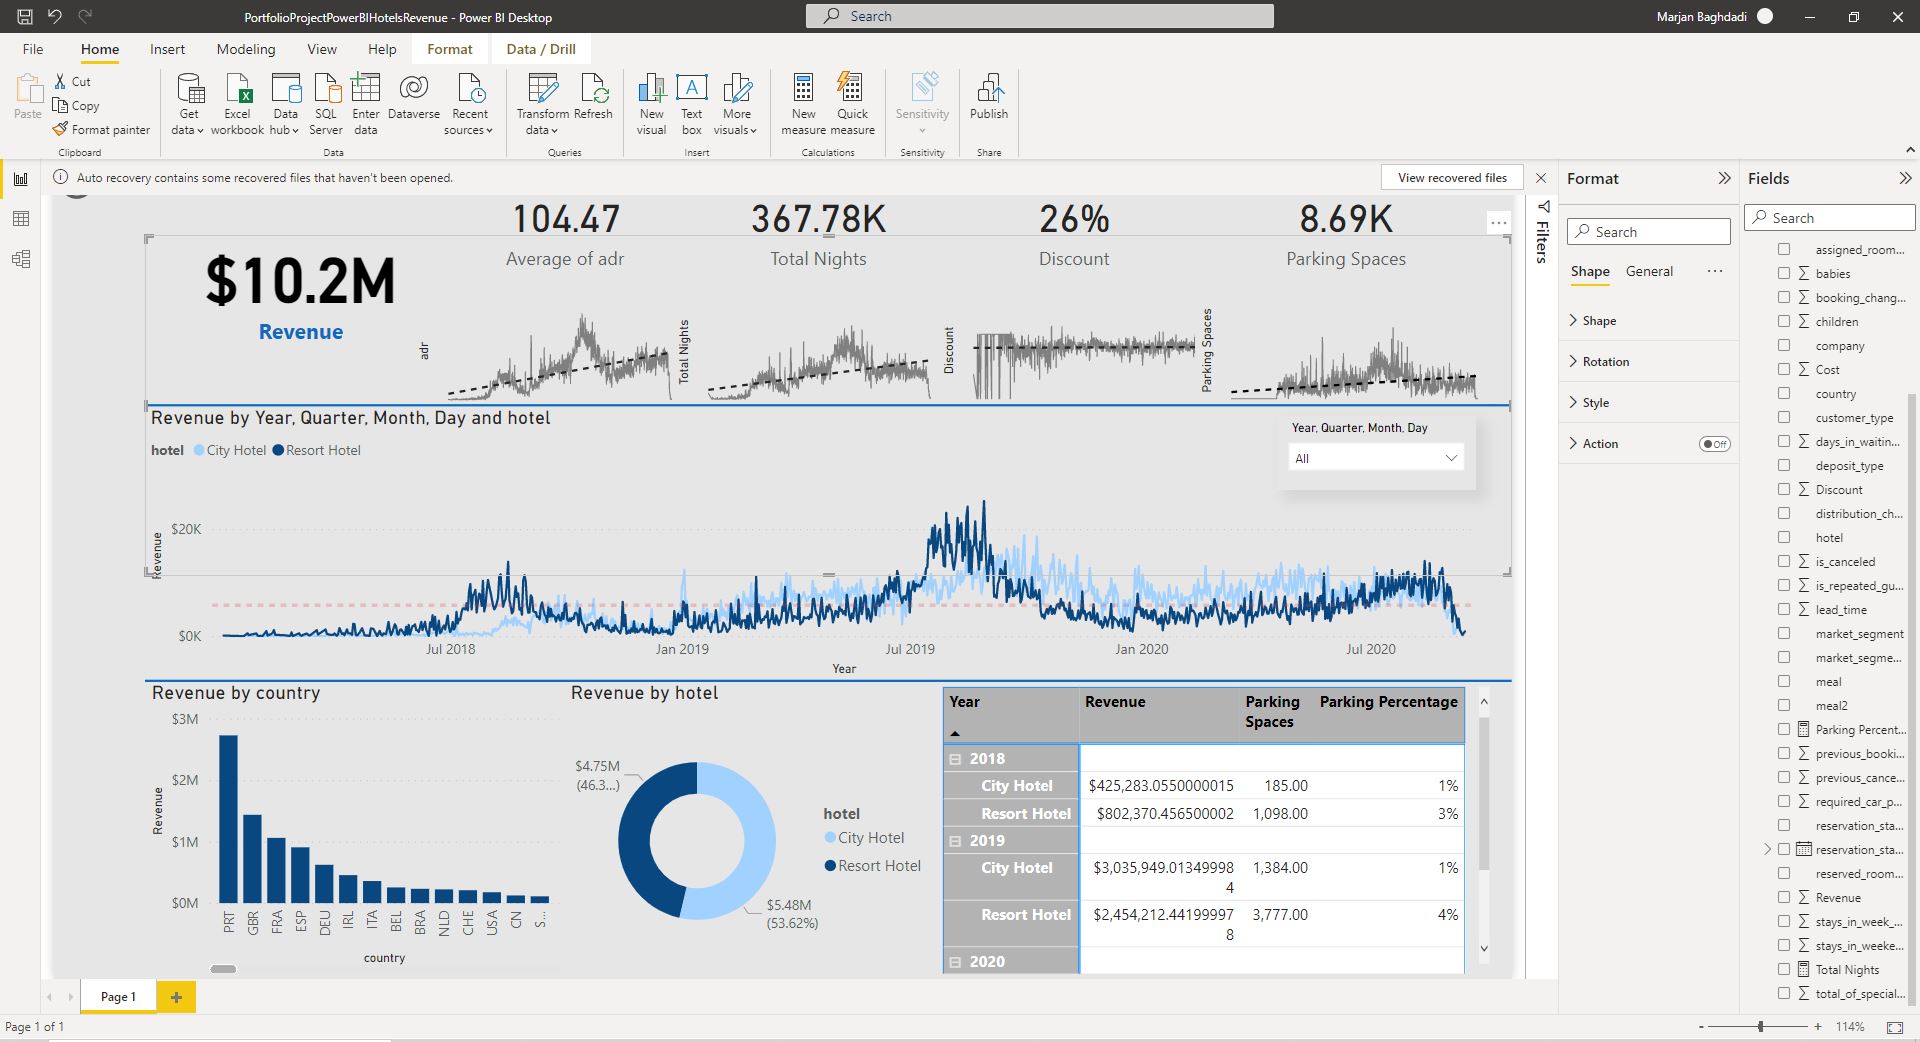 PortfolioProjectPowerBIHotelsRevenue - Power BI Desktop
Search
Marjan Baghdadi
File Home Insert Modeling View Help Format Data / Drill
Paste
Cut
Copy
Format painter
Clipboard
Get data
Excel workbook
Data hub
SQL Server
Enter data
Dataverse
Recent sources
Data
Transform data
Refresh
Queries
New visual
Text box
More visuals
Insert
New measure
Quick measure
Calculations
Sensitivity
Sensitivity
Publish
Share
Auto recovery contains some recovered files that haven't been opened.
View recovered files
104.47
Average of adr
367.78K
Total Nights
26%
Discount
8.69K
Parking Spaces
$10.2M
Revenue
adr
Total Nights
Discount
Parking Spaces
Revenue by Year, Quarter, Month, Day and hotel
hotel City Hotel Resort Hotel
Year, Quarter, Month, Day
All
Revenue
$20K
$0K
Jul 2018 Jan 2019 Jul 2019 Jan 2020 Jul 2020
Year
Revenue by country
$3M
$2M
$1M
$0M
Revenue
PRT GBR FRA ESP DEU IRL ITA BEL BRA NLD CHE USA CN S...
country
Revenue by hotel
$4.75M
(46.3...)
$5.48M
(53.62%)
hotel
City Hotel
Resort Hotel
Year Revenue Parking Spaces Parking Percentage
2018
City Hotel $425,283.0550000015 185.00 1%
Resort Hotel $802,370.456500002 1,098.00 3%
2019
City Hotel $3,035,949.013499984 1,384.00 1%
Resort Hotel $2,454,212.441999978 3,777.00 4%
2020
Filters
Format
Search
Shape General ...
Shape
Rotation
Style
Action Off
Fields
Search
assigned_room...
babies
booking_chang...
children
company
Cost
country
customer_type
days_in_waitin...
deposit_type
Discount
distribution_ch...
hotel
is_canceled
is_repeated_gu...
lead_time
market_segment
market_segme...
meal
meal2
Parking Percent...
previous_booki...
previous_cance...
required_car_p...
reservation_sta...
reservation_sta...
reserved_room...
Revenue
stays_in_week_...
stays_in_weeke...
Total Nights
total_of_special...
Page 1
Page 1 of 1
114%